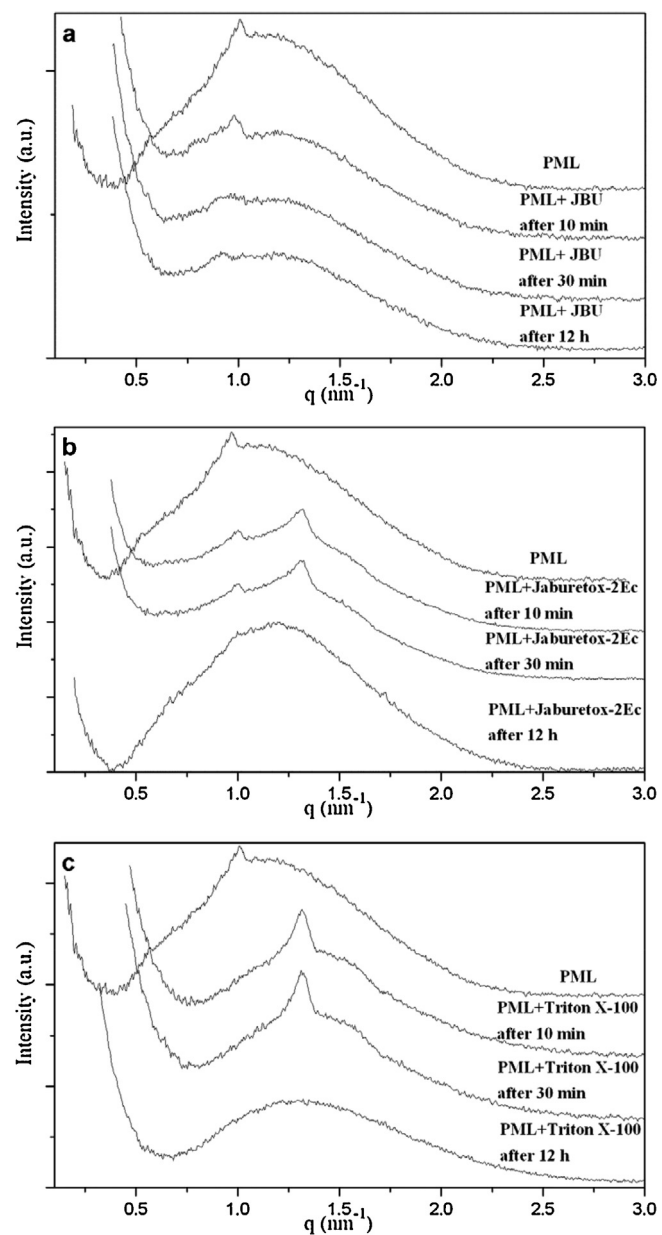 a
Intensity (a.u.)
PML
PML+ JBU
after 10 min
PML+ JBU
after 30 min
PML+ JBU
after 12 h
0.5 1.0 1.5 2.0 2.5 3.0
q (nm⁻¹)
b
Intensity (a.u.)
PML
PML+Jaburetox-2Ec
after 10 min
PML+Jaburetox-2Ec
after 30 min
PML+Jaburetox-2Ec
after 12 h
0.5 1.0 1.5 2.0 2.5 3.0
q (nm⁻¹)
c
Intensity (a.u.)
PML
PML+Triton X-100
after 10 min
PML+Triton X-100
after 30 min
PML+Triton X-100
after 12 h
0.5 1.0 1.5 2.0 2.5 3.0
q (nm⁻¹)